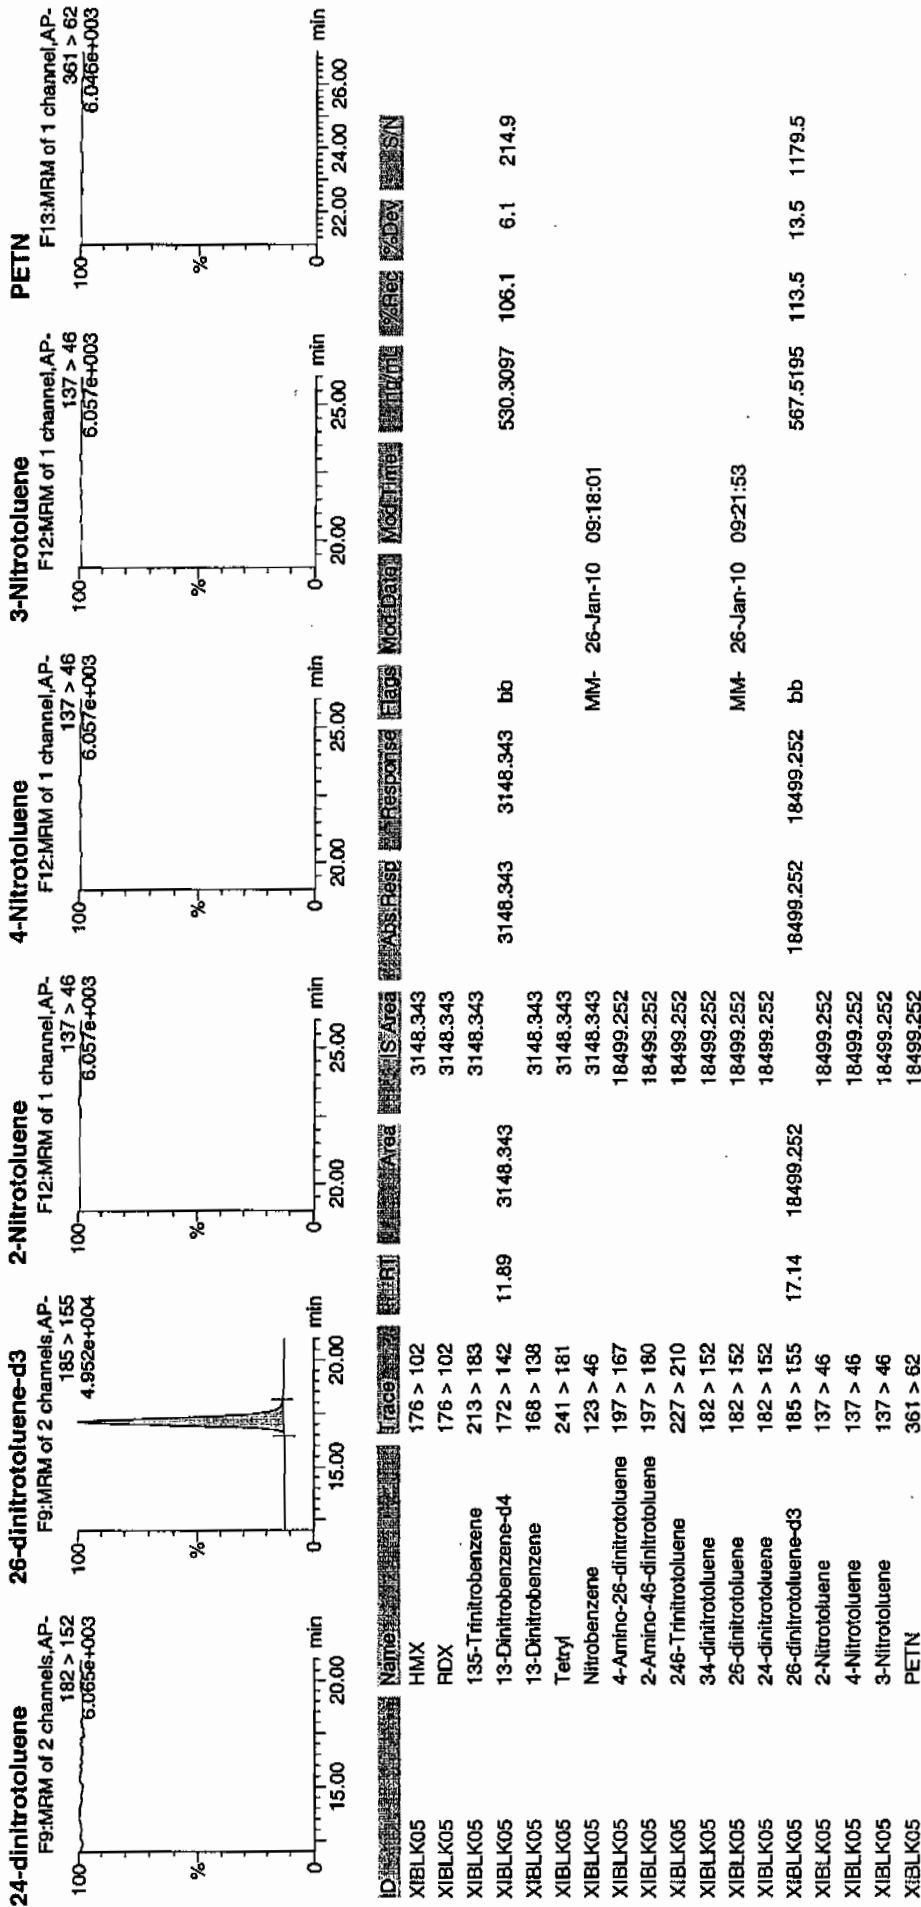 24-dinitrotoluene
F9:MRM of 2 channels,AP-
182 > 152
6.065e+003
100
%
0
15.00 20.00 min
26-dinitrotoluene-d3
F9:MRM of 2 channels,AP-
185 > 155
4.952e+004
100
%
0
15.00 20.00 min
2-Nitrotoluene
F12:MRM of 1 channel,AP-
137 > 46
6.057e+003
100
%
0
20.00 25.00 min
4-Nitrotoluene
F12:MRM of 1 channel,AP-
137 > 46
6.057e+003
100
%
0
20.00 25.00 min
3-Nitrotoluene
F12:MRM of 1 channel,AP-
137 > 46
6.057e+003
100
%
0
20.00 25.00 min
PETN
F13:MRM of 1 channel,AP-
361 > 62
6.046e+003
100
%
0
22.00 24.00 26.00 min
ID Name Trace RT Area IS Area Abs.Resp Response Flags Mod.Date Mod.Time ng/mL %Rec %Dev S/N
XIBLK05 HMX 176 > 102 3148.343
XIBLK05 RDX 176 > 102 3148.343
XIBLK05 135-Trinitrobenzene 213 > 183 3148.343
XIBLK05 13-Dinitrobenzene-d4 172 > 142 11.89 3148.343 3148.343 3148.343 bb 530.3097 106.1 6.1 214.9
XIBLK05 13-Dinitrobenzene 168 > 138 3148.343
XIBLK05 Tetryl 241 > 181 3148.343
XIBLK05 Nitrobenzene 123 > 46 3148.343 MM- 26-Jan-10 09:18:01
XIBLK05 4-Amino-26-dinitrotoluene 197 > 167 18499.252
XIBLK05 2-Amino-46-dinitrotoluene 197 > 180 18499.252
XIBLK05 246-Trinitrotoluene 227 > 210 18499.252
XIBLK05 34-dinitrotoluene 182 > 152 18499.252
XIBLK05 26-dinitrotoluene 182 > 152 18499.252 MM- 26-Jan-10 09:21:53
XIBLK05 24-dinitrotoluene 182 > 152 18499.252
XIBLK05 26-dinitrotoluene-d3 185 > 155 17.14 18499.252 18499.252 18499.252 bb 567.5195 113.5 13.5 1179.5
XIBLK05 2-Nitrotoluene 137 > 46 18499.252
XIBLK05 4-Nitrotoluene 137 > 46 18499.252
XIBLK05 3-Nitrotoluene 137 > 46 18499.252
XIBLK05 PETN 361 > 62 18499.252